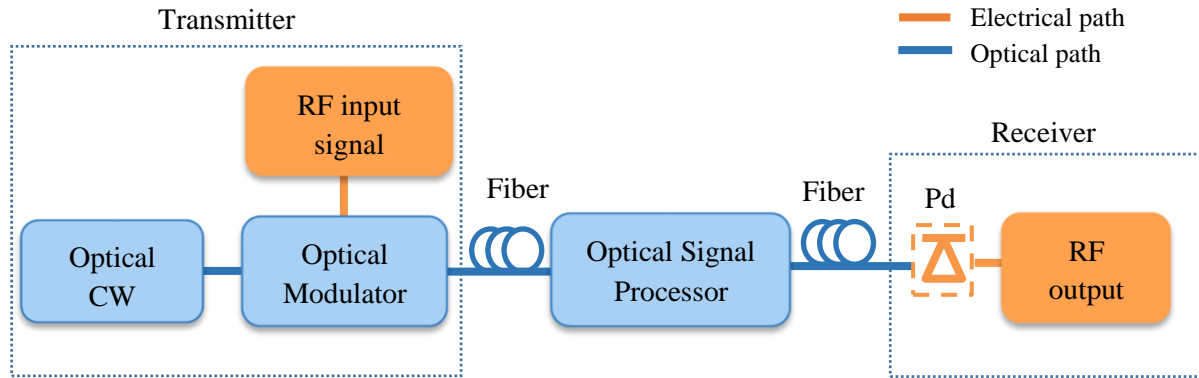 Transmitter
Electrical path
Optical path
RF input
signal
Receiver
Fiber
Fiber
Pd
Optical
CW
Optical
Modulator
Optical Signal
Processor
RF
output